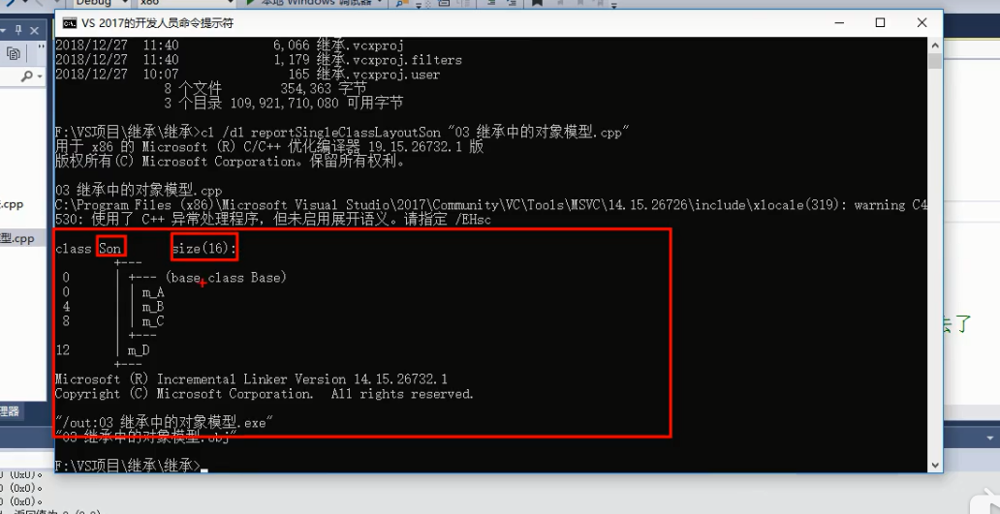 Debug
x86
本地 Windows 调试器
VS 2017的开发人员命令提示符
2018/12/27  11:40             6,066 继承.vcxproj
2018/12/27  11:40             1,179 继承.vcxproj.filters
2018/12/27  10:07               165 继承.vcxproj.user
8 个文件        354,363 字节
3 个目录 109,921,710,080 可用字节
F:\VS项目\继承\继承>cl /d1 reportSingleClassLayoutSon "03 继承中的对象模型.cpp"
用于 x86 的 Microsoft (R) C/C++ 优化编译器 19.15.26732.1 版
版权所有(C) Microsoft Corporation。保留所有权利。
03 继承中的对象模型.cpp
C:\Program Files (x86)\Microsoft Visual Studio\2017\Community\VC\Tools\MSVC\14.15.26726\include\xlocale(319): warning C4
530: 使用了 C++ 异常处理程序，但未启用展开语义。请指定 /EHsc
class Son       size(16):
        +---
 0      | +--- (base class Base)
 0      | | m_A
 4      | | m_B
 8      | | m_C
        | +---
12      | m_D
        +---
Microsoft (R) Incremental Linker Version 14.15.26732.1
Copyright (C) Microsoft Corporation.  All rights reserved.
"/out:03 继承中的对象模型.exe"
"03 继承中的对象模型.obj"
F:\VS项目\继承\继承>_
.cpp
型.cpp
理器
去了
(0x0)。
(0x0)。
(0x0)。